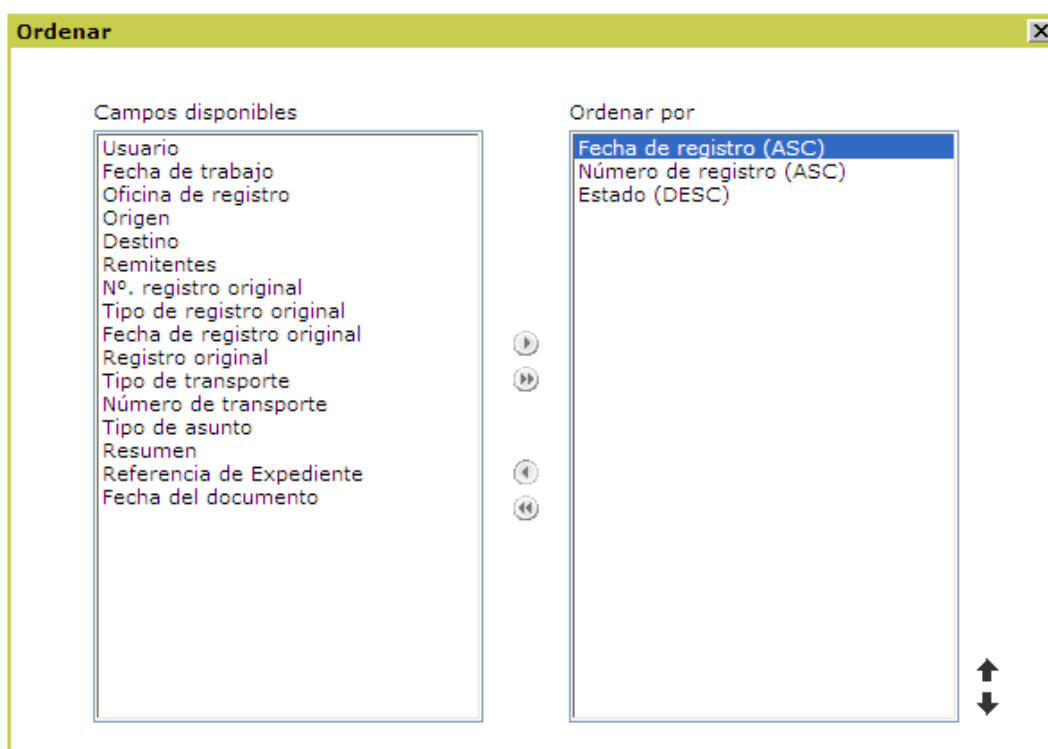 Ordenar
Campos disponibles
Usuario
Fecha de trabajo
Oficina de registro
Origen
Destino
Remitentes
Nº. registro original
Tipo de registro original
Fecha de registro original
Registro original
Tipo de transporte
Número de transporte
Tipo de asunto
Resumen
Referencia de Expediente
Fecha del documento
Ordenar por
Fecha de registro (ASC)
Número de registro (ASC)
Estado (DESC)